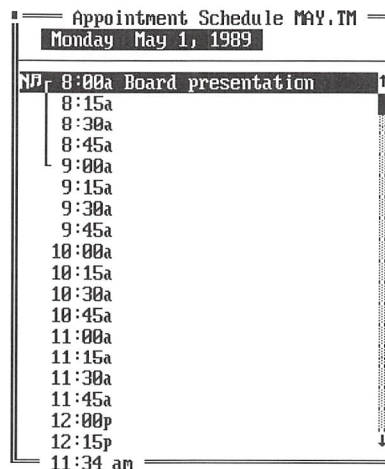 Appointment Schedule MAY.TM
Monday May 1, 1989
N♫ 8:00a Board presentation
8:15a
8:30a
8:45a
9:00a
9:15a
9:30a
9:45a
10:00a
10:15a
10:30a
10:45a
11:00a
11:15a
11:30a
11:45a
12:00p
12:15p
11:34 am